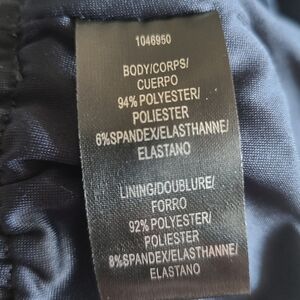 1046950
BODY/CORPS/
CUERPO
94% POLYESTER/
POLIESTER
6%SPANDEX/ELASTHANNE/
ELASTANO
LINING/DOUBLURE/
FORRO
92% POLYESTER/
POLIESTER
8%SPANDEX/ELASTHANNE/
ELASTANO